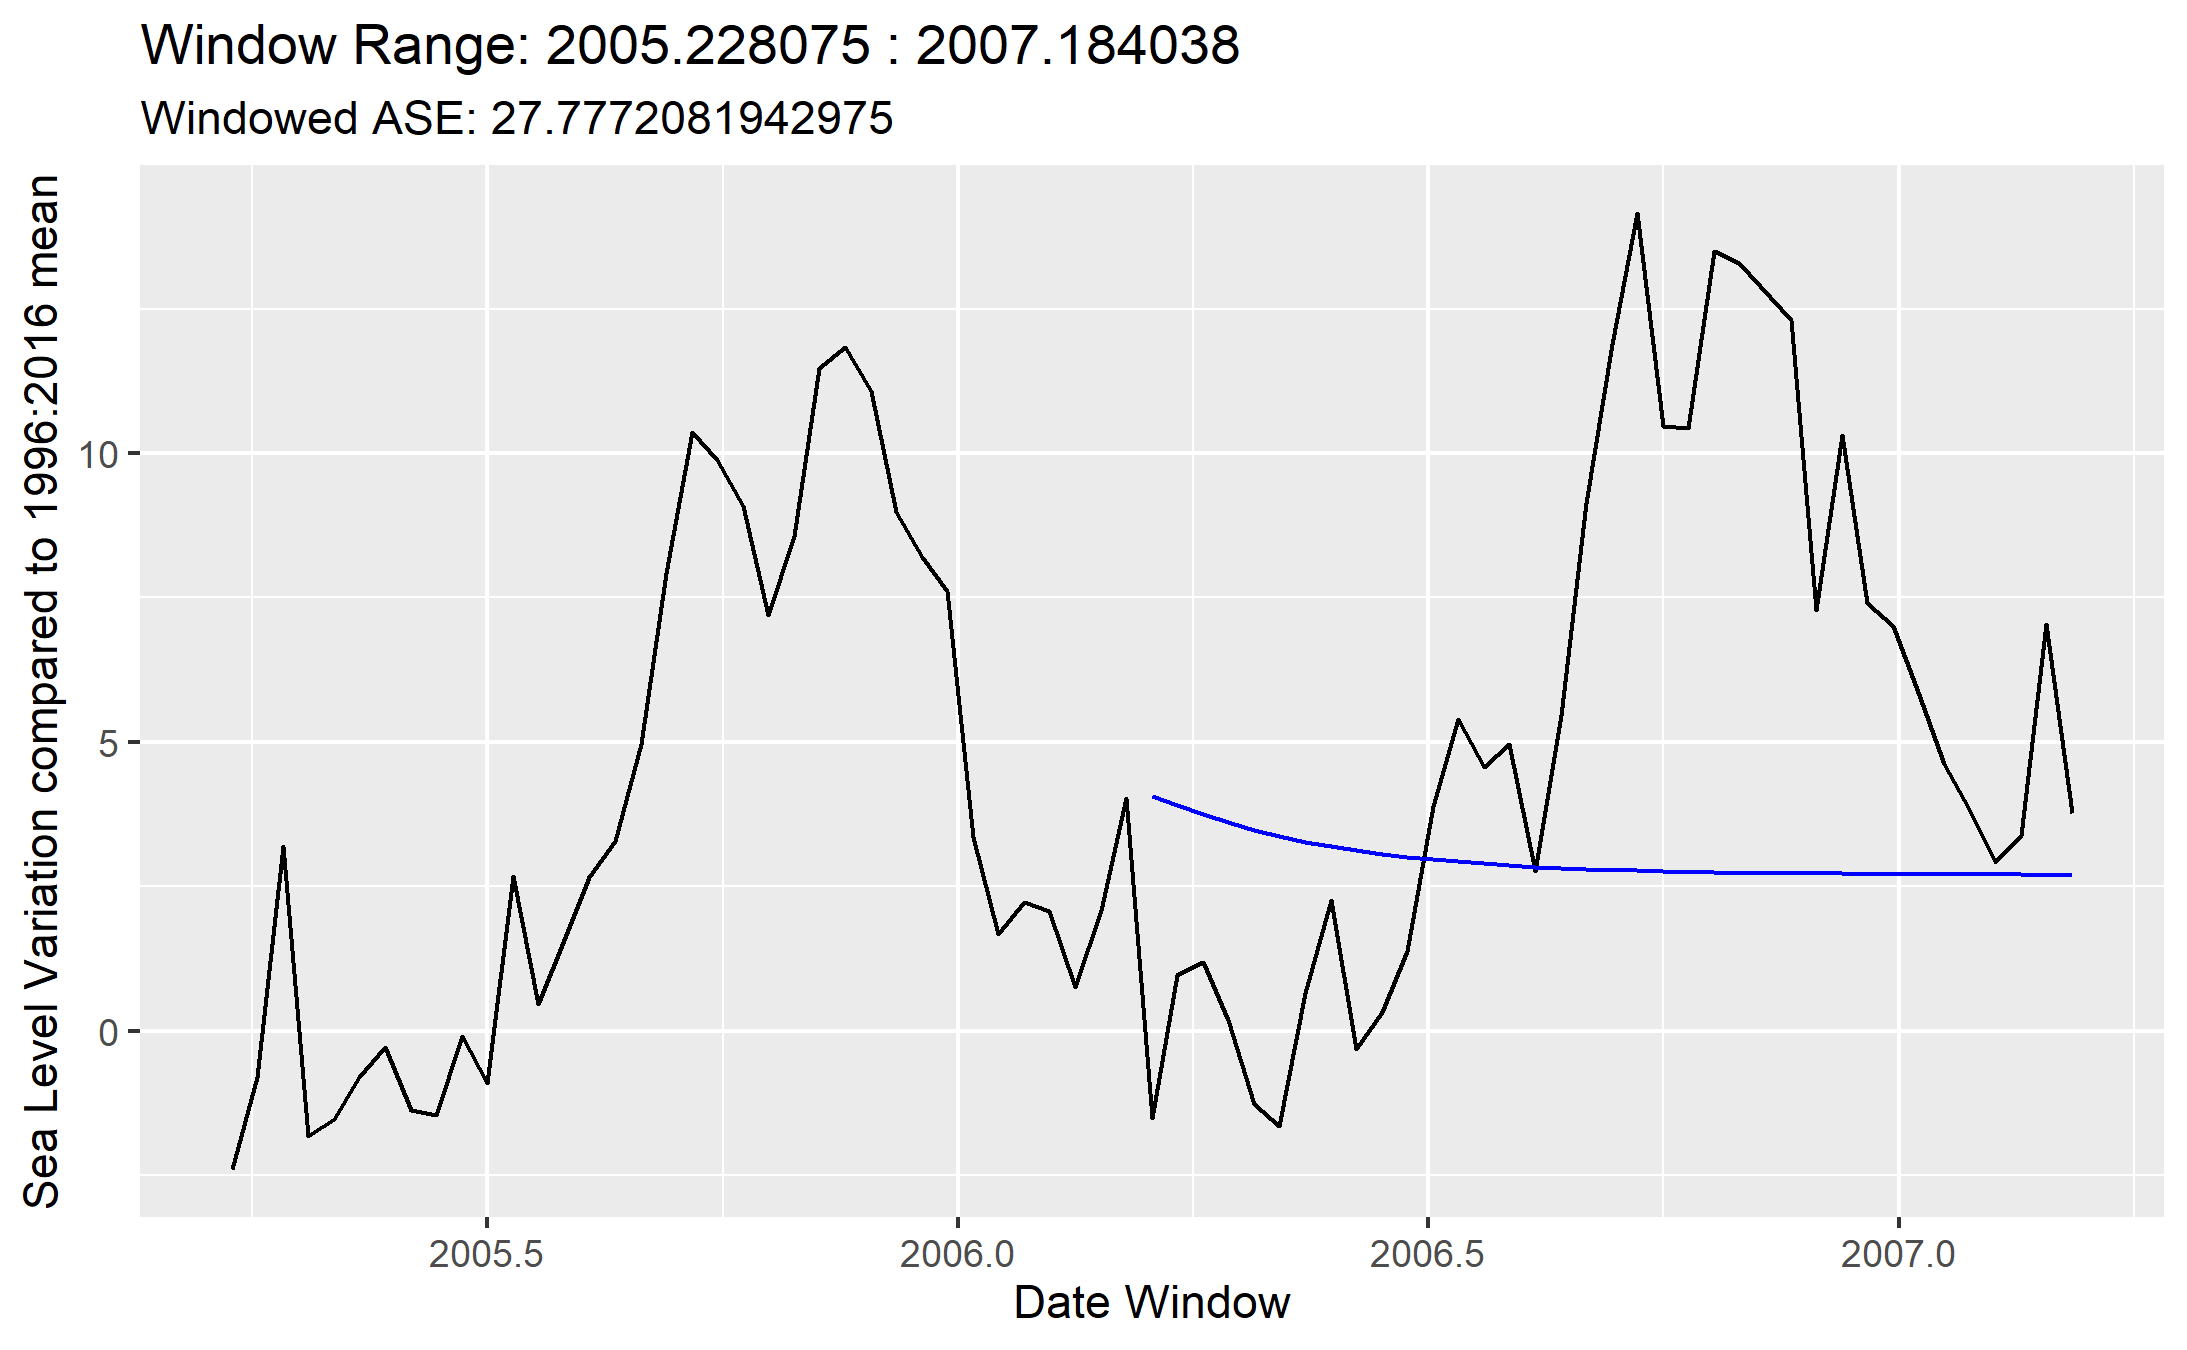 Window Range: 2005.228075 : 2007.184038
Windowed ASE: 27.7772081942975
Sea Level Variation compared to 1996:2016 mean
10
5
0
2005.5
2006.0
2006.5
2007.0
Date Window